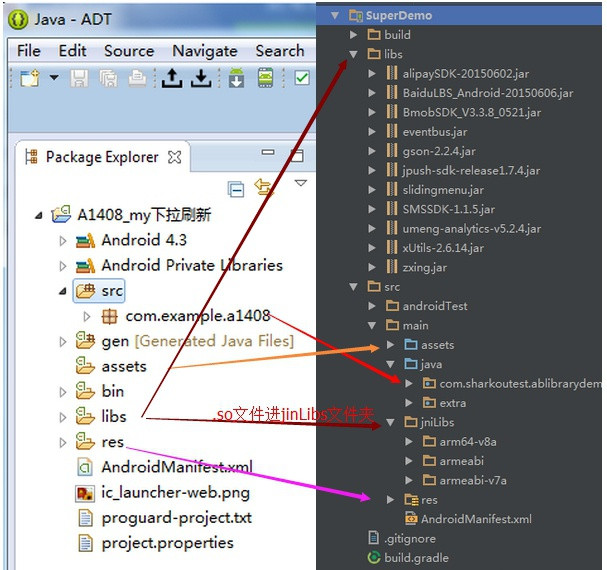 Java - ADT
File Edit Source Navigate Search
Package Explorer
A1408_my下拉刷新
Android 4.3
Android Private Libraries
src
com.example.a1408
gen [Generated Java Files]
assets
bin
libs
res
AndroidManifest.xml
ic_launcher-web.png
proguard-project.txt
project.properties
.so文件进jinLibs文件夹
SuperDemo
build
libs
alipaySDK-20150602.jar
BaiduLBS_Android-20150606.jar
BmobSDK_V3.3.8_0521.jar
eventbus.jar
gson-2.2.4.jar
jpush-sdk-release1.7.4.jar
slidingmenu.jar
SMSSDK-1.1.5.jar
umeng-analytics-v5.2.4.jar
xUtils-2.6.14.jar
zxing.jar
src
androidTest
main
assets
java
com.sharkoutest.ablibrarydem
extra
jniLibs
arm64-v8a
armeabi
armeabi-v7a
res
AndroidManifest.xml
.gitignore
build.gradle